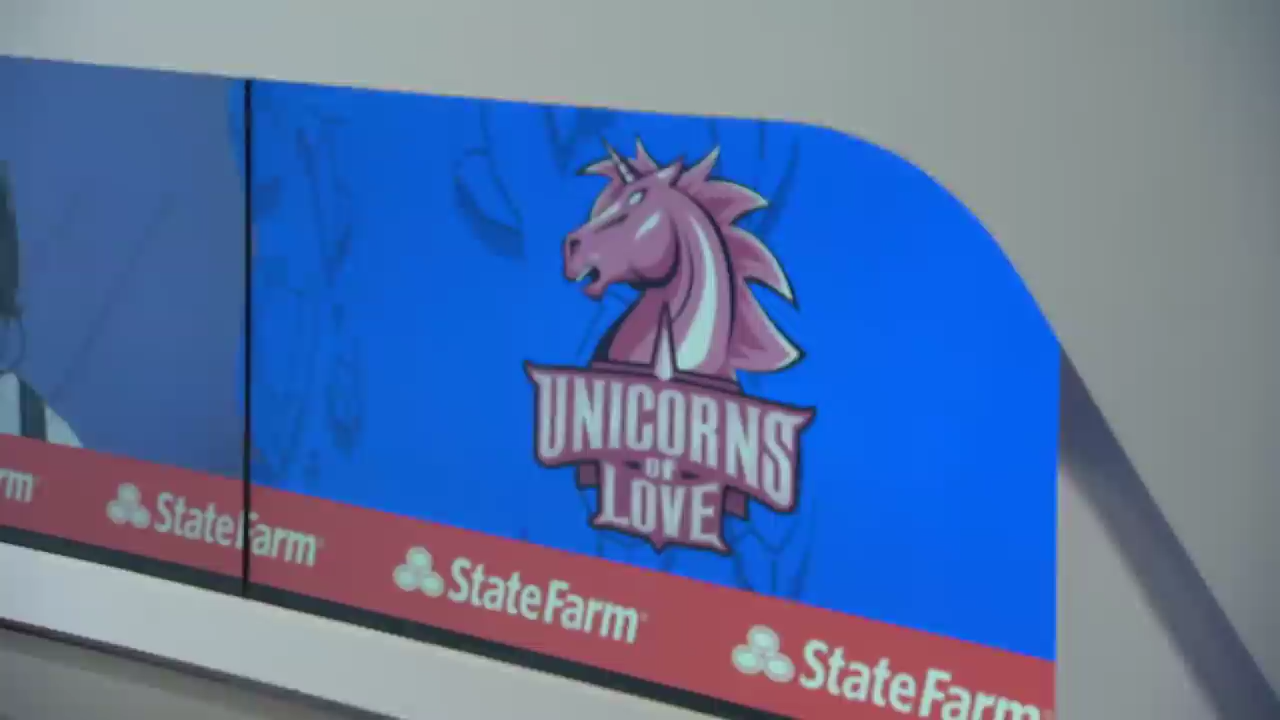 UNICORNS
OF
LOVE
rm
StateFarm
StateFarm
StateFarm